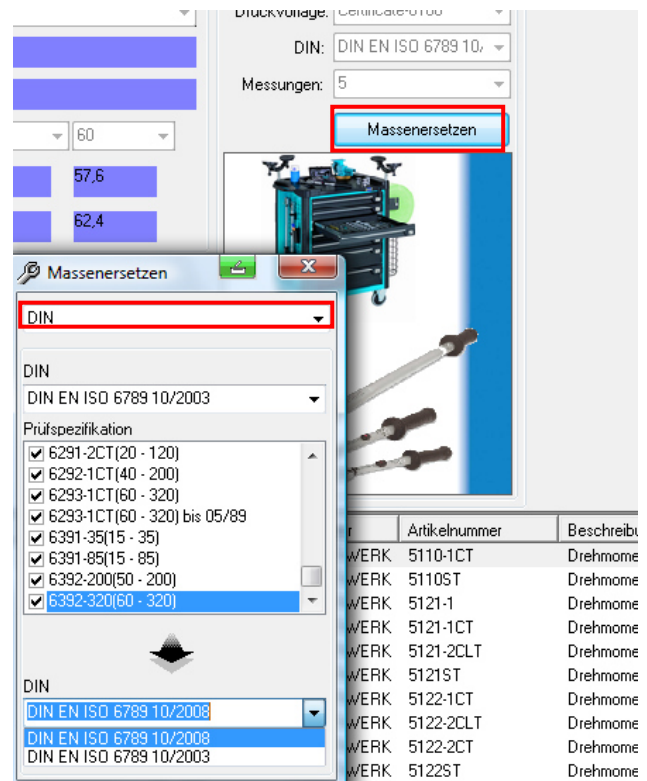 Druckvorlage: Certificate-0100
DIN: DIN EN ISO 6789 10/
Messungen: 5
60
Massenersetzen
57,6
62,4
Massenersetzen
DIN
DIN
DIN EN ISO 6789 10/2003
Prüfspezifikation
6291-2CT(20 - 120)
6292-1CT(40 - 200)
6293-1CT(60 - 320)
6293-1CT(60 - 320) bis 05/89
6391-35(15 - 35)
6391-85(15 - 85)
6392-200(50 - 200)
6392-320(60 - 320)
DIN
DIN EN ISO 6789 10/2008
DIN EN ISO 6789 10/2008
DIN EN ISO 6789 10/2003
r Artikelnummer Beschreibu
WERK 5110-1CT Drehmome
WERK 5110ST Drehmome
WERK 5121-1 Drehmome
WERK 5121-1CT Drehmome
WERK 5121-2CLT Drehmome
WERK 5121ST Drehmome
WERK 5122-1CT Drehmome
WERK 5122-2CLT Drehmome
WERK 5122-2CT Drehmome
WERK 5122ST Drehmome